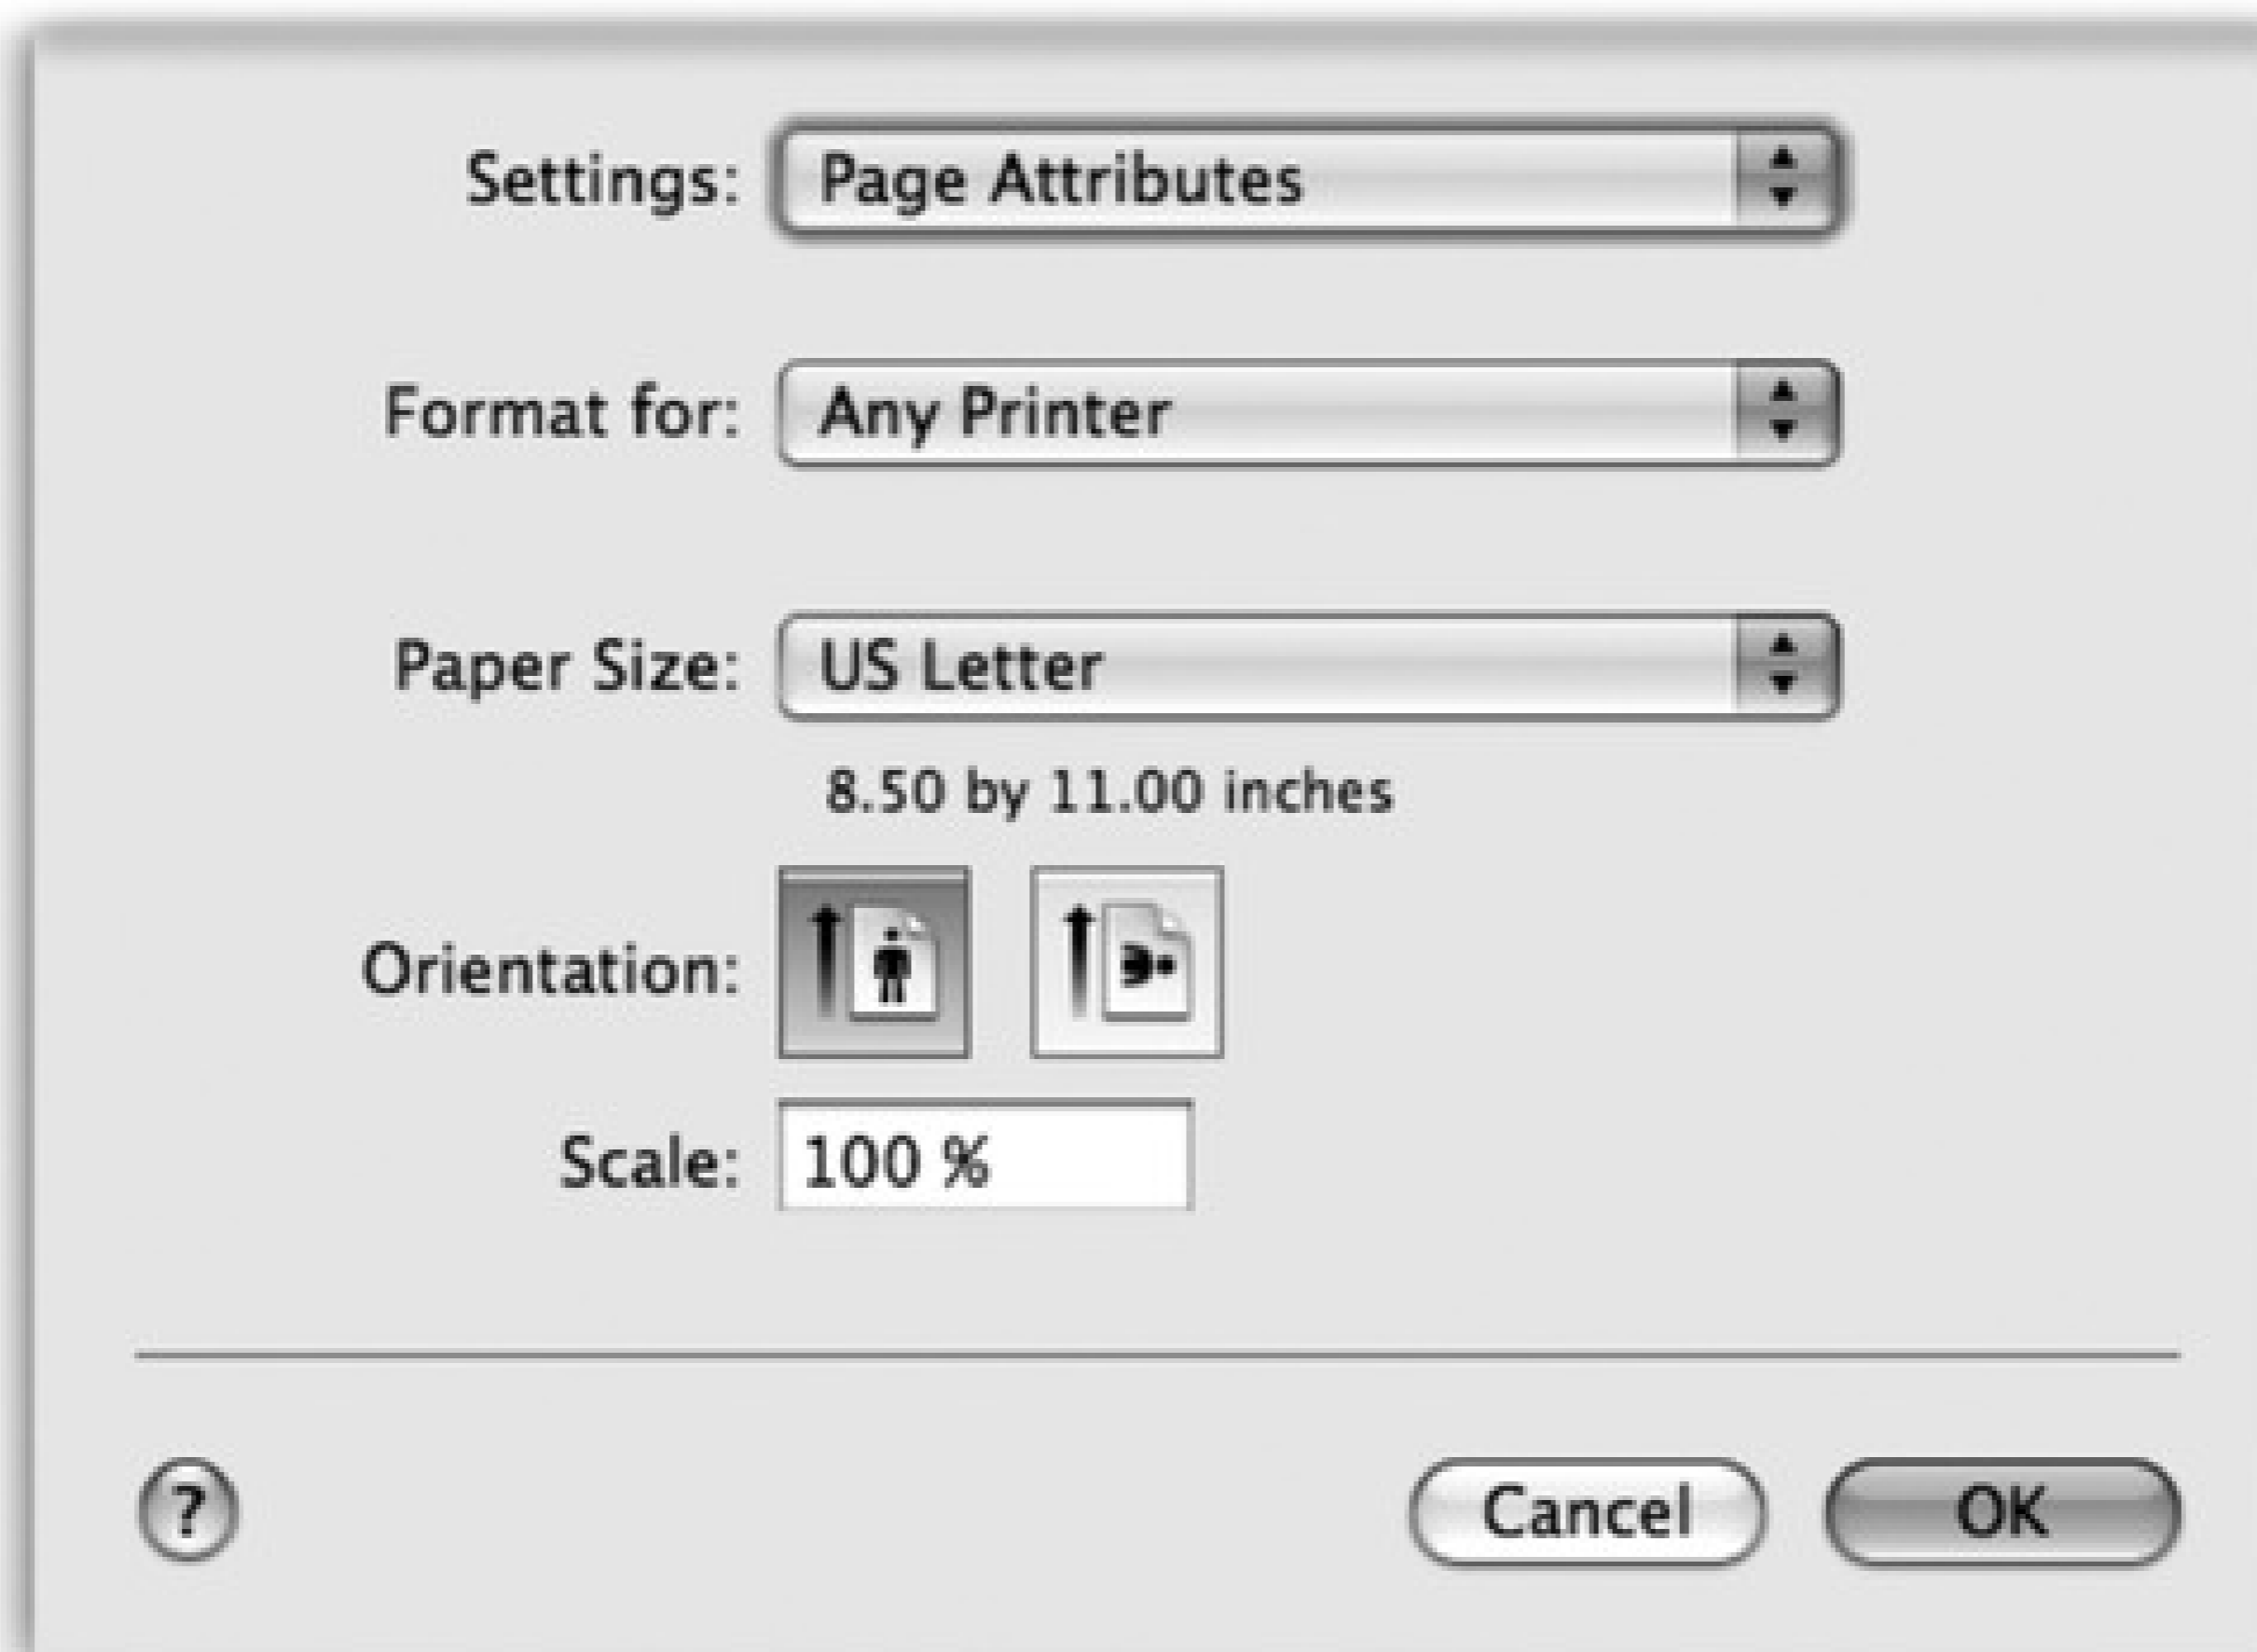 Settings: Page Attributes
Format for: Any Printer
Paper Size: US Letter
8.50 by 11.00 inches
Orientation:
Scale: 100 %
? Cancel OK